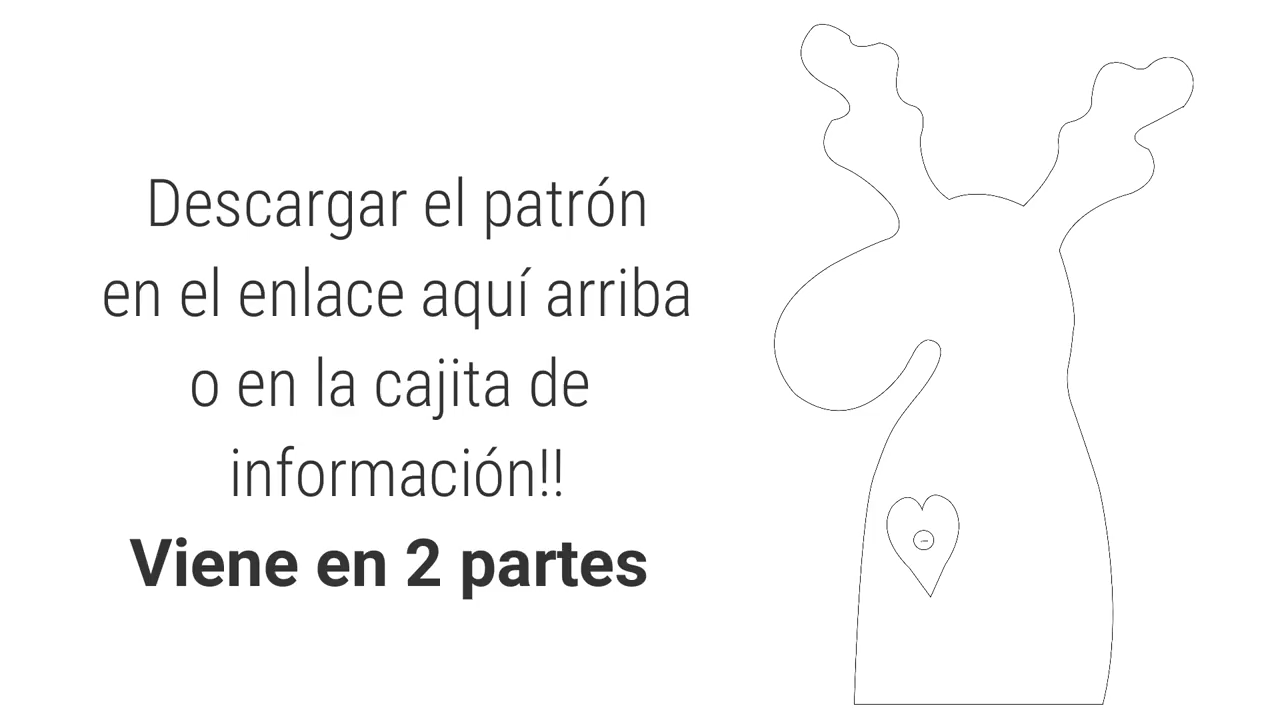 Descargar el patrón
en el enlace aquí arriba
o en la cajita de
información!!
Viene en 2 partes